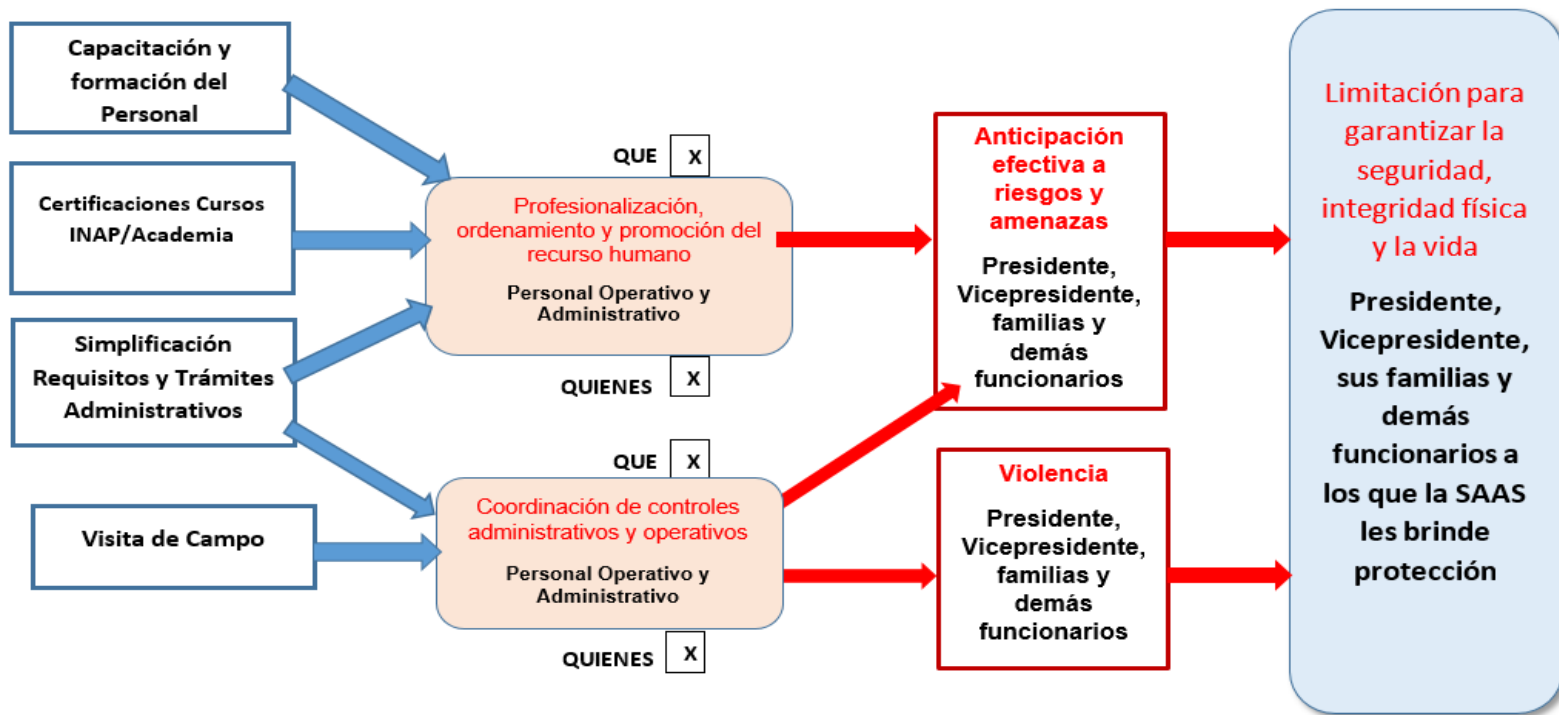 Capacitación y
formación del
Personal
Certificaciones Cursos
INAP/Academia
Simplificación
Requisitos y Trámites
Administrativos
Visita de Campo
QUE X
Profesionalización,
ordenamiento y promoción del
recurso humano
Personal Operativo y
Administrativo
QUIENES X
QUE X
Coordinación de controles
administrativos y operativos
Personal Operativo y
Administrativo
QUIENES X
Anticipación
efectiva a
riesgos y
amenazas
Presidente,
Vicepresidente,
familias y
demás
funcionarios
Violencia
Presidente,
Vicepresidente,
familias y
demás
funcionarios
Limitación para
garantizar la
seguridad,
integridad física
y la vida
Presidente,
Vicepresidente,
sus familias y
demás
funcionarios a
los que la SAAS
les brinde
protección